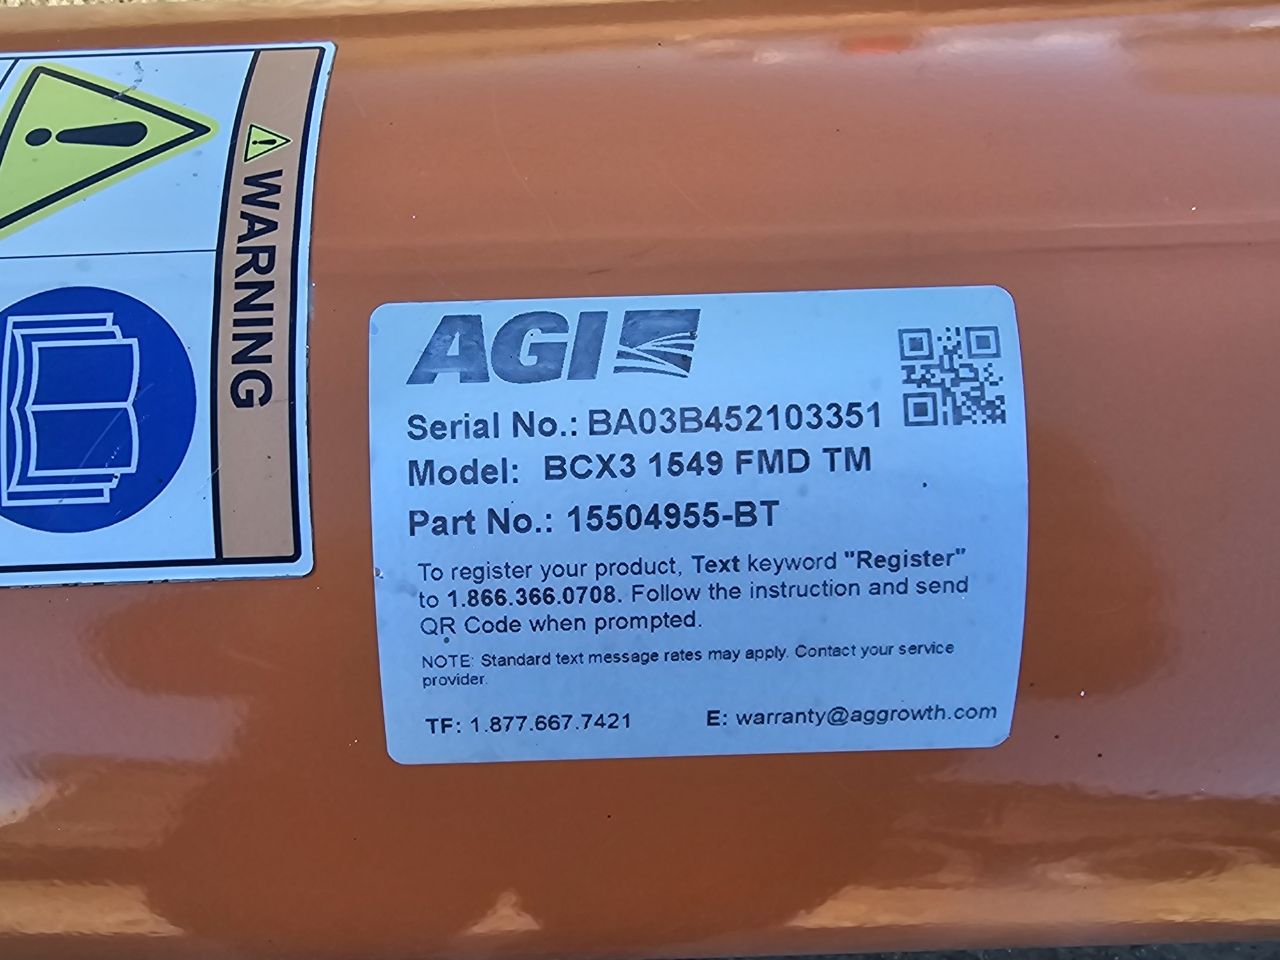 WARNING
AGI
Serial No.: BA03B452103351
Model: BCX3 1549 FMD TM
Part No.: 15504955-BT
To register your product, Text keyword "Register"
to 1.866.366.0708. Follow the instruction and send
QR Code when prompted.
NOTE: Standard text message rates may apply. Contact your service
provider.
TF: 1.877.667.7421 E: warranty@aggrowth.com